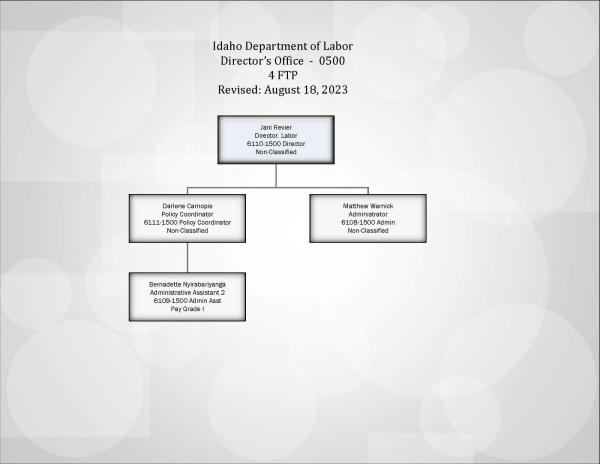 Idaho Department of Labor
Director's Office - 0500
4 FTP
Revised: August 18, 2023
Jani Revier
Director, Labor
6110-1500 Director
Non-Classified
Darlene Carnopis
Policy Coordinator
6111-1500 Policy Coordinator
Non-Classified
Matthew Warnick
Administrator
6108-1500 Admin
Non-Classified
Bernadette Nyirabariyanga
Administrative Assistant 2
6109-1500 Admin Asst
Pay Grade I